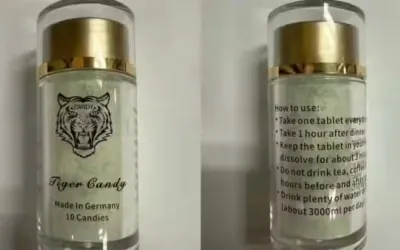 CANDY
Tiger Candy
Made In Germany
10 Candies
How to use:
• Take one tablet every
• Take 1 hour after
• Keep the tablet in
dissolve for about
• Do not drink tea,
hours before and
• Drink plenty of water
(about 3000ml per day